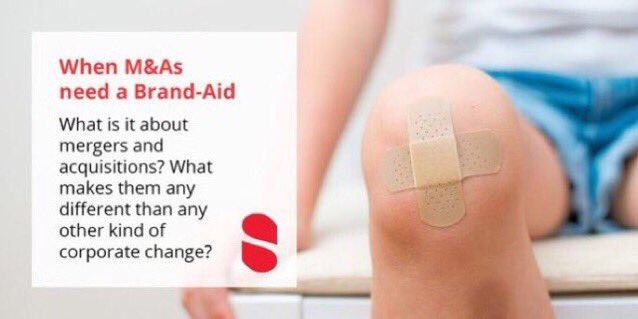 When M&As
need a Brand-Aid
What is it about
mergers and
acquisitions? What
makes them any
different than any
other kind of
corporate change?